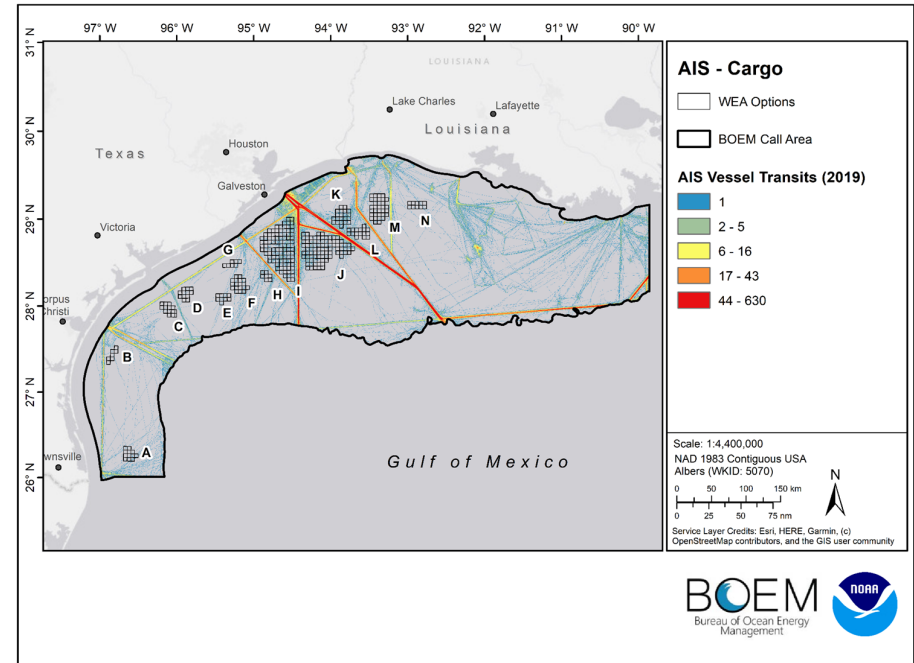 97° W 96° W 95° W 94° W 93° W 92° W 91° W 90° W
31° N
30° N
29° N
28° N
27° N
26° N
LOUISIANA
Lake Charles
Lafayette
Louisiana
Houston
Texas
Galveston
Victoria
orpus
Christi
wnsville
K
N
M
G
L
J
I
H
F
E
D
C
B
A
Gulf of Mexico
AIS - Cargo
WEA Options
BOEM Call Area
AIS Vessel Transits (2019)
1
2 - 5
6 - 16
17 - 43
44 - 630
Scale: 1:4,400,000
NAD 1983 Contiguous USA
Albers (WKID: 5070)
0 50 100 150 km
0 25 50 75 nm
N
Service Layer Credits: Esri, HERE, Garmin, (c)
OpenStreetMap contributors, and the GIS user community
BOEM
Bureau of Ocean Energy
Management
NOAA